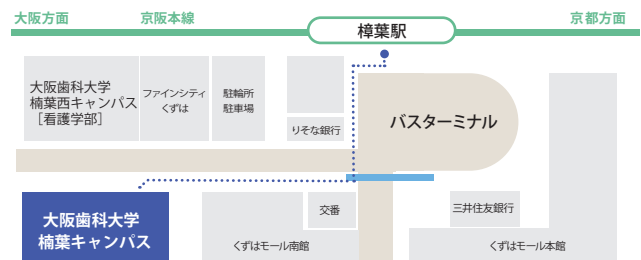 大阪方面
京阪本線
京都方面
樟葉駅
大阪歯科大学
楠葉西キャンパス
［看護学部］
ファインシティ
くずは
駐輪所
駐車場
りそな銀行
バスターミナル
大阪歯科大学
楠葉キャンパス
交番
くずはモール南館
三井住友銀行
くずはモール本館